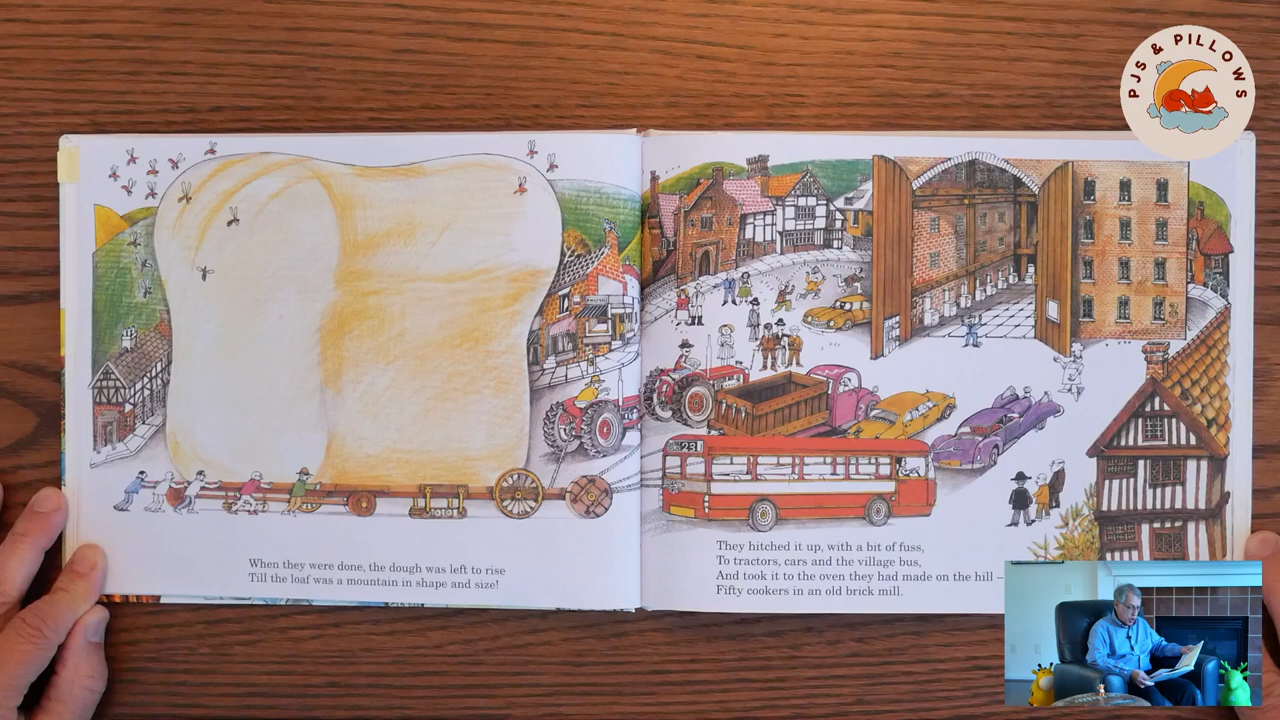 PJS & PILLOWS
When they were done, the dough was left to rise
Till the loaf was a mountain in shape and size!
23
They hitched it up, with a bit of fuss,
To tractors, cars and the village bus,
And took it to the oven they had made on the hill –
Fifty cookers in an old brick mill.